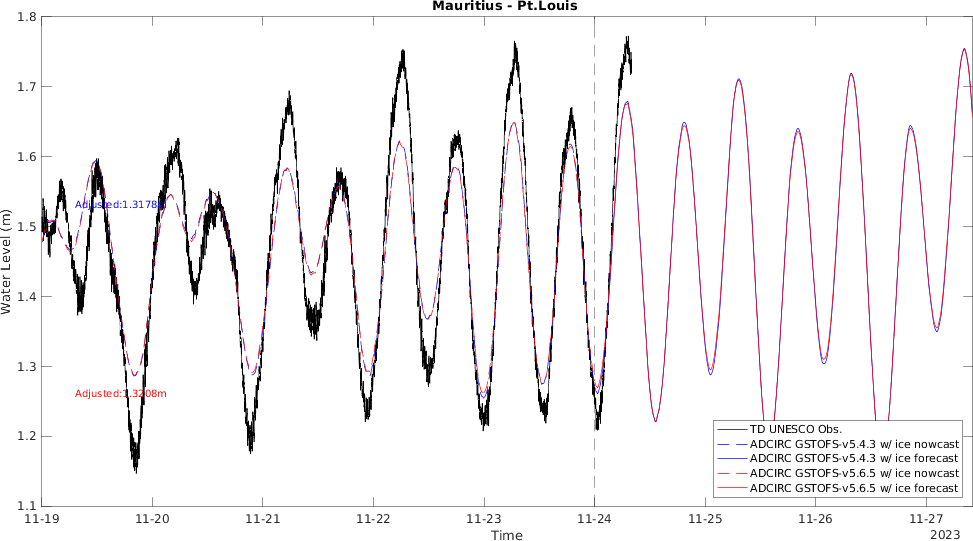 Mauritius - Pt.Louis
Water Level (m)
1.8
1.7
1.6
1.5
1.4
1.3
1.2
1.1
Adjusted:1.3178m
Adjusted:1.3208m
TD UNESCO Obs.
ADCIRC GSTOFS-v5.4.3 w/ ice nowcast
ADCIRC GSTOFS-v5.4.3 w/ ice forecast
ADCIRC GSTOFS-v5.6.5 w/ ice nowcast
ADCIRC GSTOFS-v5.6.5 w/ ice forecast
11-19 11-20 11-21 11-22 11-23 11-24 11-25 11-26 11-27
Time
2023